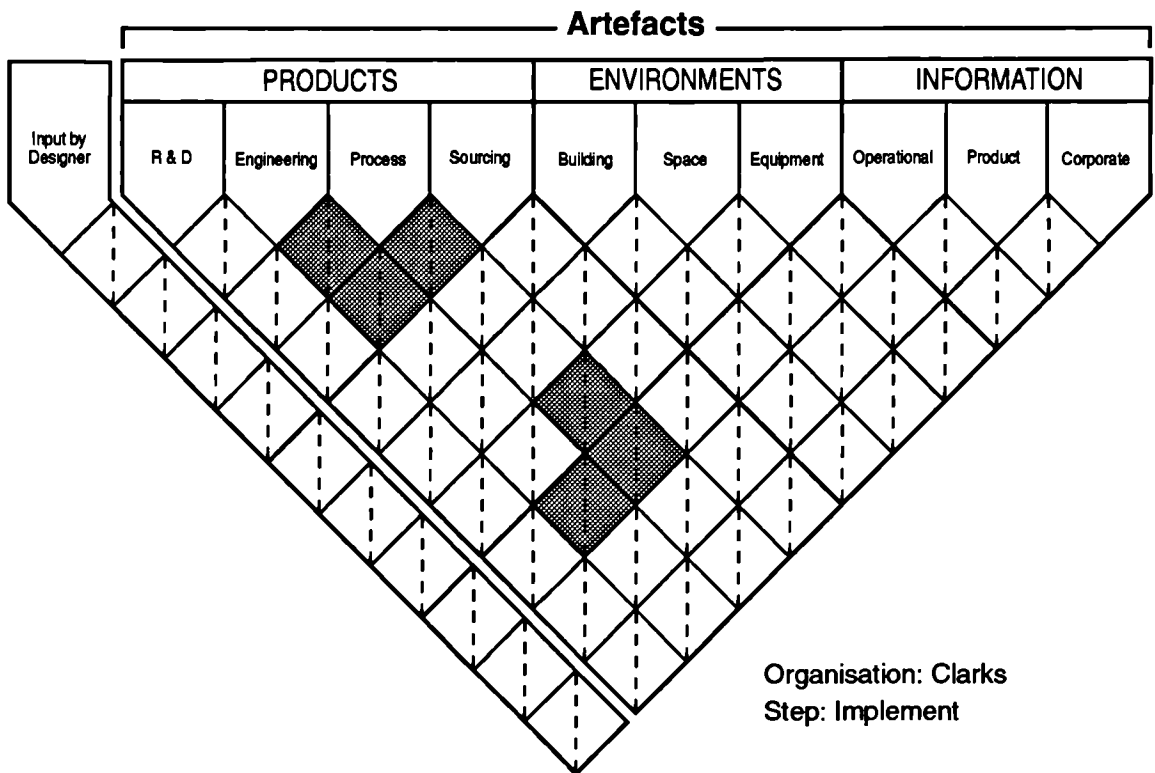 Artefacts
PRODUCTS ENVIRONMENTS INFORMATION
Input by
Designer
R & D Engineering Process Sourcing Building Space Equipment Operational Product Corporate
Organisation: Clarks
Step: Implement